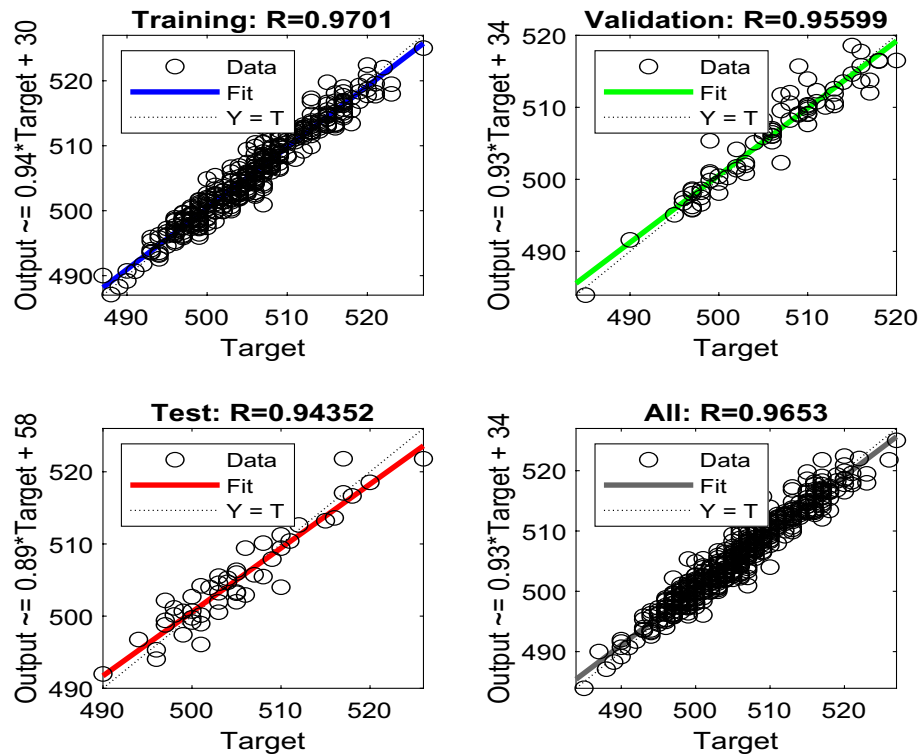 Training: R=0.9701
Output ~= 0.94*Target + 30
520
510
500
490
Data
Fit
Y = T
490 500 510 520
Target
Validation: R=0.95599
Output ~= 0.93*Target + 34
520
510
500
490
Data
Fit
Y = T
490 500 510 520
Target
Test: R=0.94352
Output ~= 0.89*Target + 58
520
510
500
490
Data
Fit
Y = T
490 500 510 520
Target
All: R=0.9653
Output ~= 0.93*Target + 34
520
510
500
490
Data
Fit
Y = T
490 500 510 520
Target